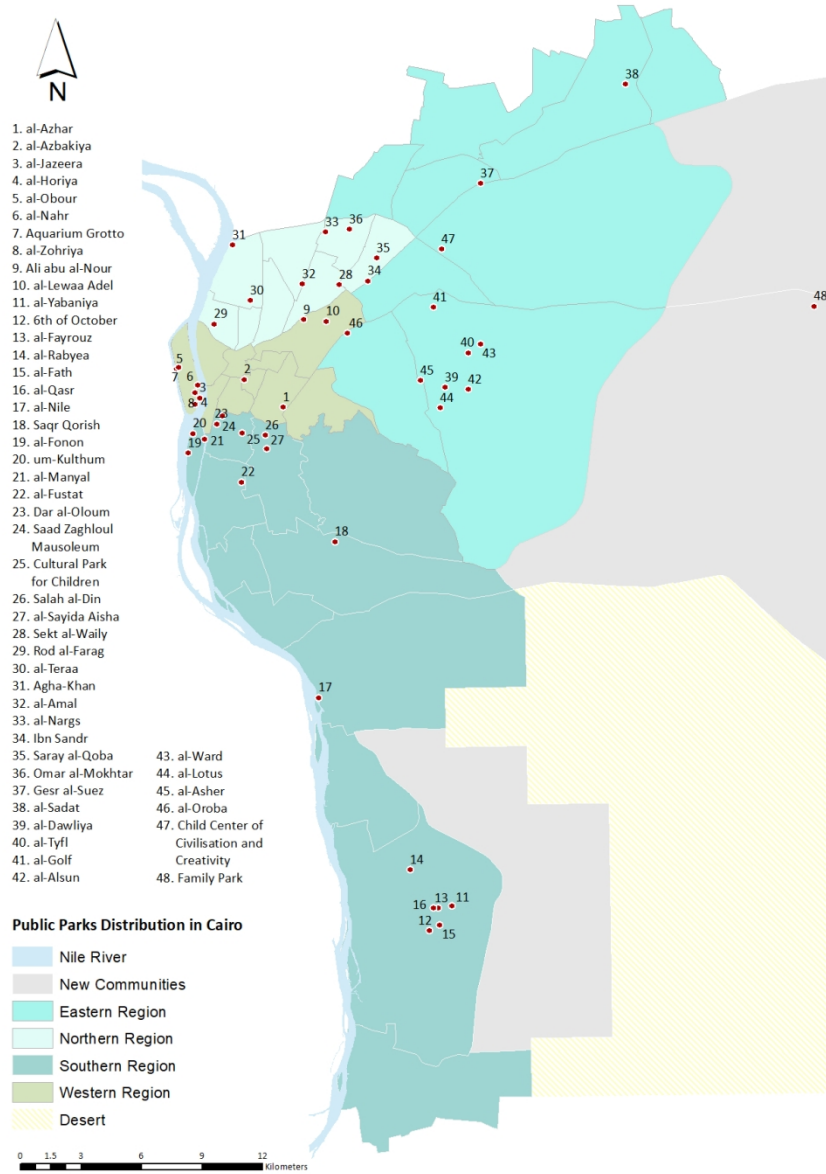 N
1. al-Azhar
2. al-Azbakiya
3. al-Jazeera
4. al-Horiya
5. al-Obour
6. al-Nahr
7. Aquarium Grotto
8. al-Zohriya
9. Ali abu al-Nour
10. al-Lewaa Adel
11. al-Yabaniya
12. 6th of October
13. al-Fayrouz
14. al-Rabyea
15. al-Fath
16. al-Qasr
17. al-Nile
18. Saqr Qorish
19. al-Fonon
20. um-Kulthum
21. al-Manyal
22. al-Fustat
23. Dar al-Oloum
24. Saad Zaghloul
Mausoleum
25. Cultural Park
for Children
26. Salah al-Din
27. al-Sayida Aisha
28. Sekt al-Waily
29. Rod al-Farag
30. al-Teraa
31. Agha-Khan
32. al-Amal
33. al-Nargs
34. Ibn Sandr
35. Saray al-Qoba
36. Omar al-Mokhtar
37. Gesr al-Suez
38. al-Sadat
39. al-Dawliya
40. al-Tyfl
41. al-Golf
42. al-Alsun
43. al-Ward
44. al-Lotus
45. al-Asher
46. al-Oroba
47. Child Center of
Civilisation and
Creativity
48. Family Park
38
37
36
33
31
47
35
34
28
32
30
41
48
9
10
29
46
40
43
5
7
6
2
45
39
42
3
8
4
1
44
23
24
20
21
19
25
26
27
22
18
17
14
16
13
11
12
15
Public Parks Distribution in Cairo
Nile River
New Communities
Eastern Region
Northern Region
Southern Region
Western Region
Desert
0 1.5 3 6 9 12
Kilometers